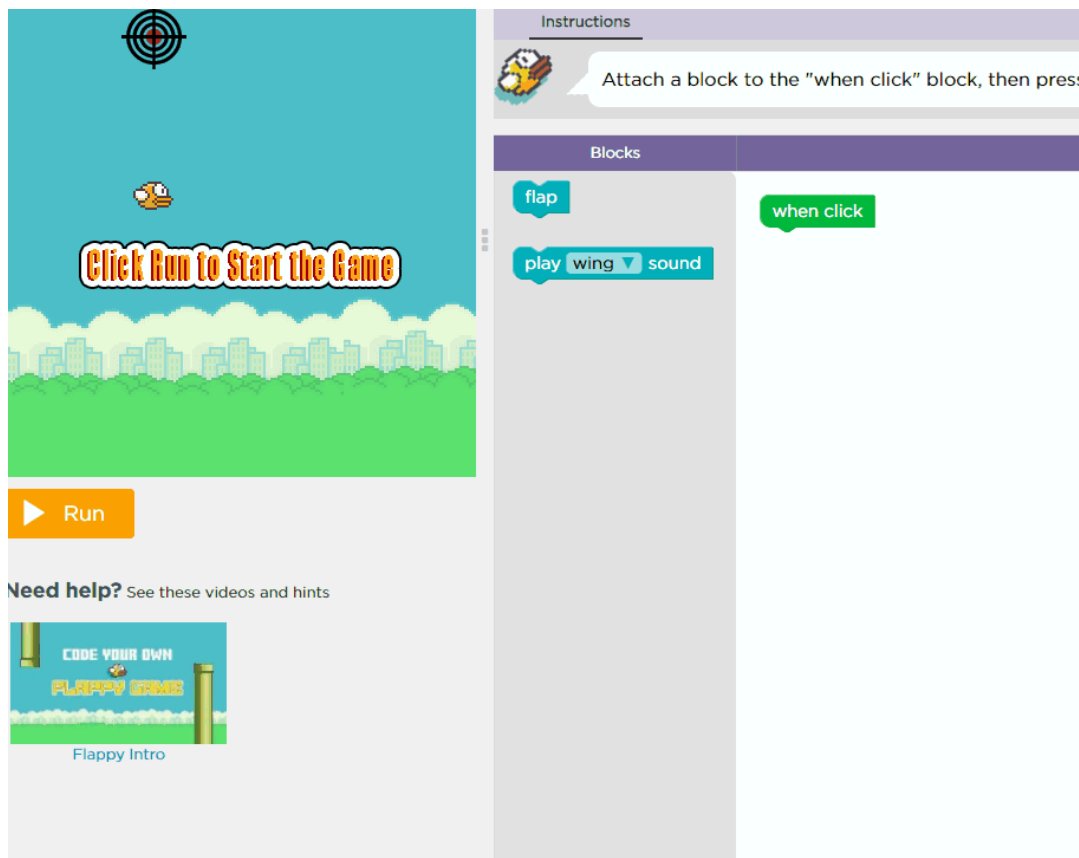 Instructions
Attach a block to the "when click" block, then press
Blocks
flap
when click
play wing ▼ sound
Click Run to Start the Game
Run
Need help? See these videos and hints
CODE YOUR OWN
FLAPPY GAME
Flappy Intro